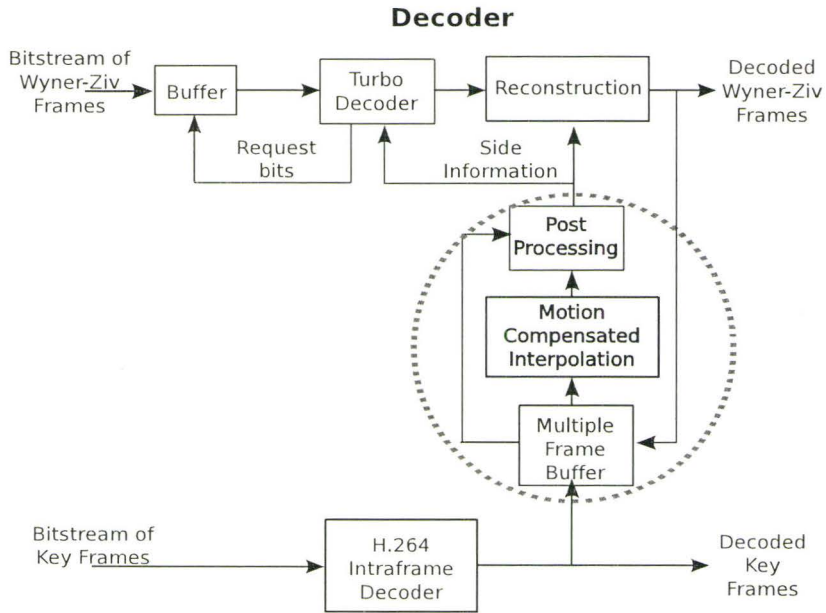 Decoder
Bitstream of
Wyner-Ziv
Frames
Buffer
Turbo
Decoder
Reconstruction
Decoded
Wyner-Ziv
Frames
Request
bits
Side
Information
Post
Processing
Motion
Compensated
Interpolation
Multiple
Frame
Buffer
Bitstream of
Key Frames
H.264
Intraframe
Decoder
Decoded
Key
Frames